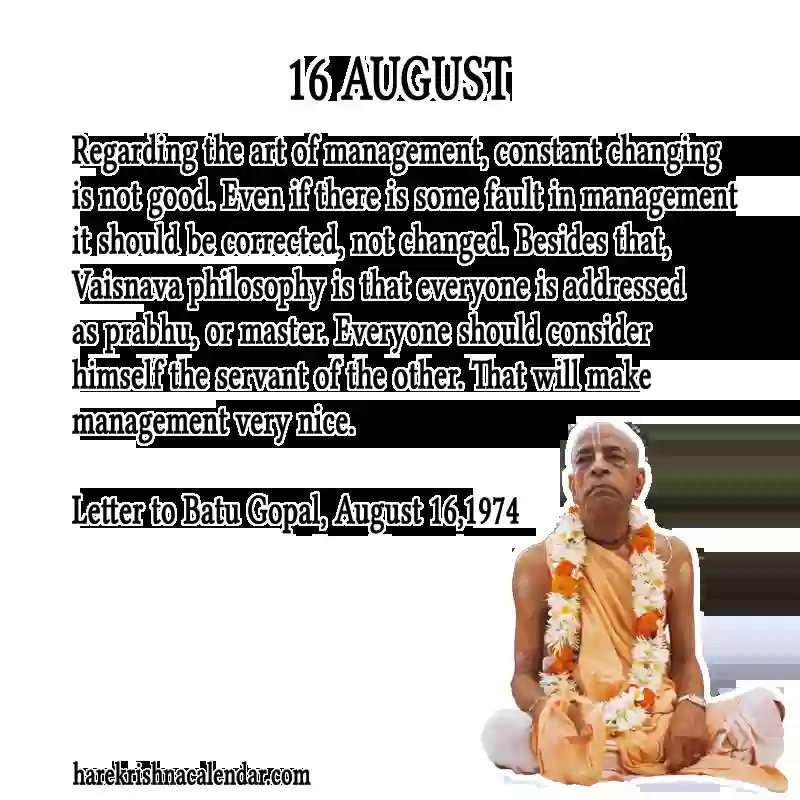 16 AUGUST
Regarding the art of management, constant changing
is not good. Even if there is some fault in management
it should be corrected, not changed. Besides that,
Vaisnava philosophy is that everyone is addressed
as prabhu, or master. Everyone should consider
himself the servant of the other. That will make
management very nice.
Letter to Batu Gopal, August 16,1974
harekrishnacalendar.com